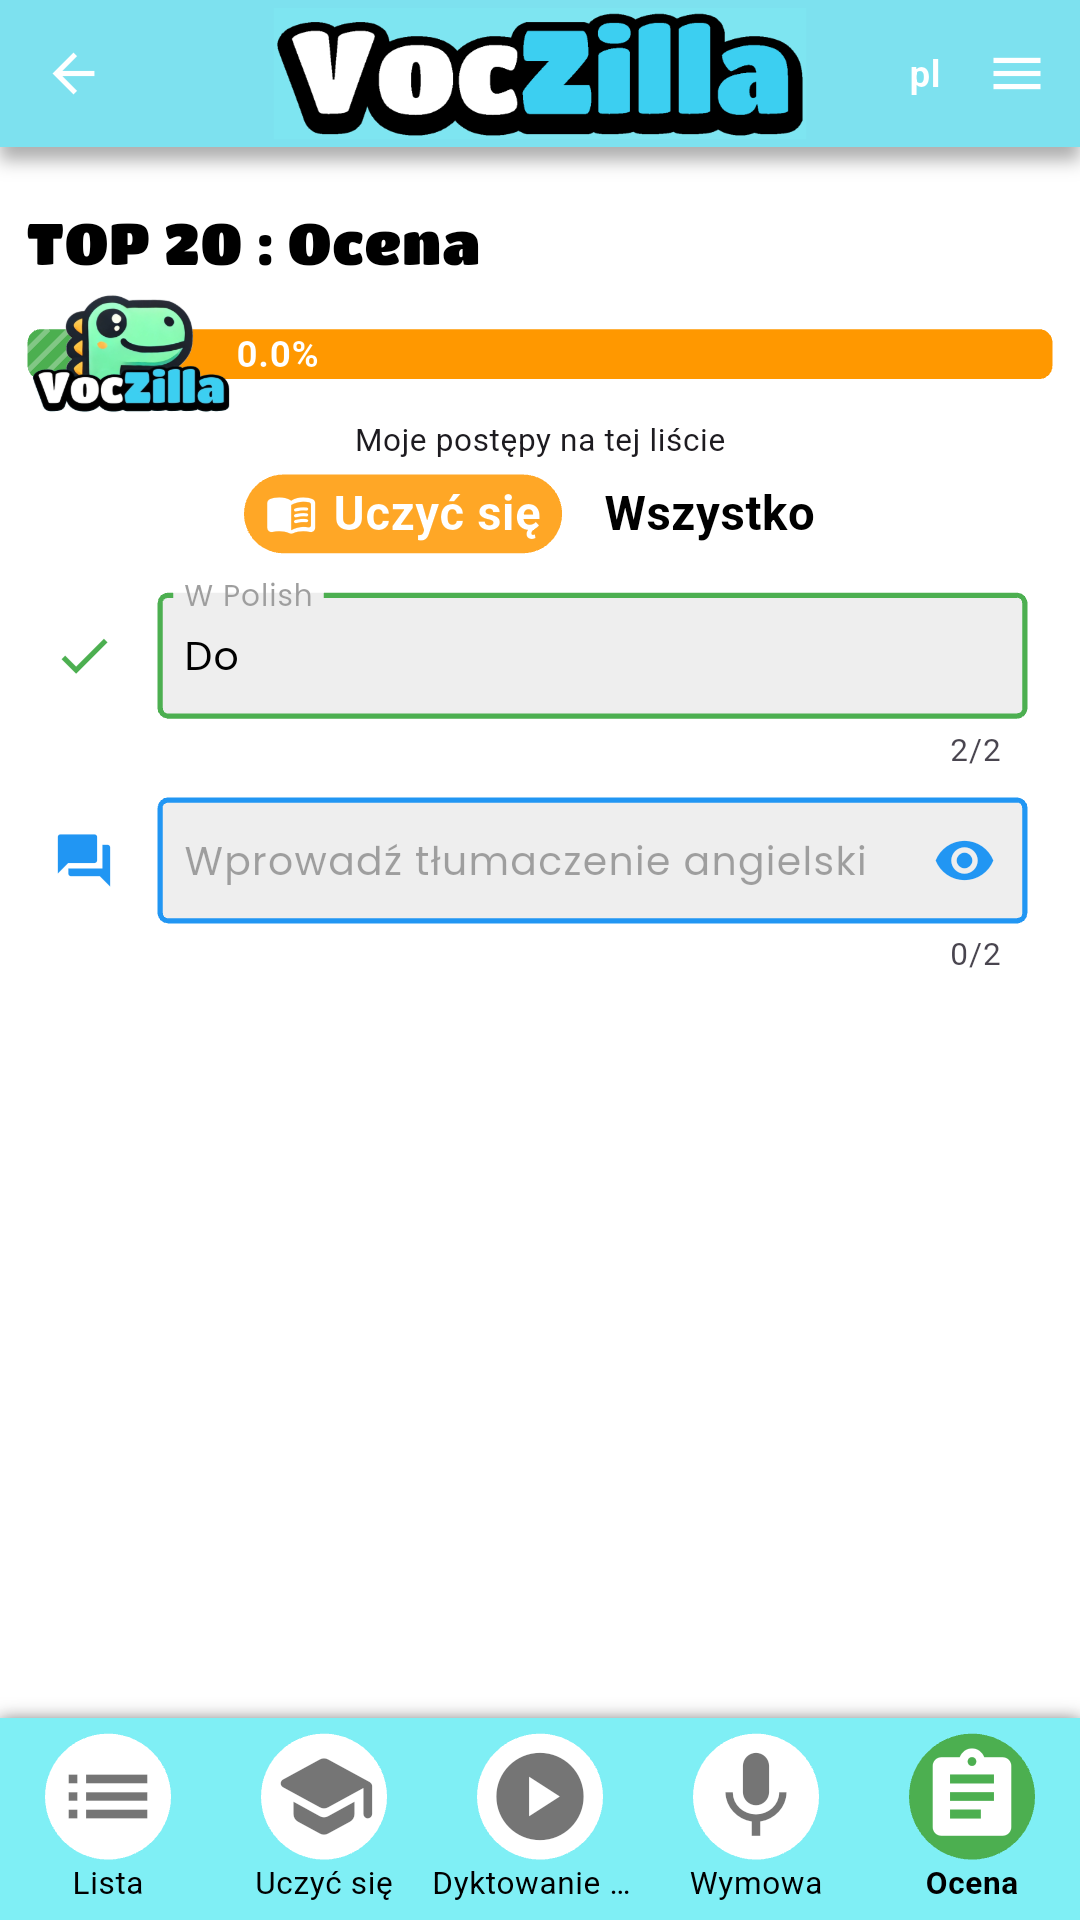 VocZilla
pl
TOP 20 : Ocena
0.0%
VocZilla
Moje postępy na tej liście
Uczyć się
Wszystko
W Polish
Do
2/2
Wprowadź tłumaczenie angielski
0/2
Lista
Uczyć się
Dyktowanie ...
Wymowa
Ocena